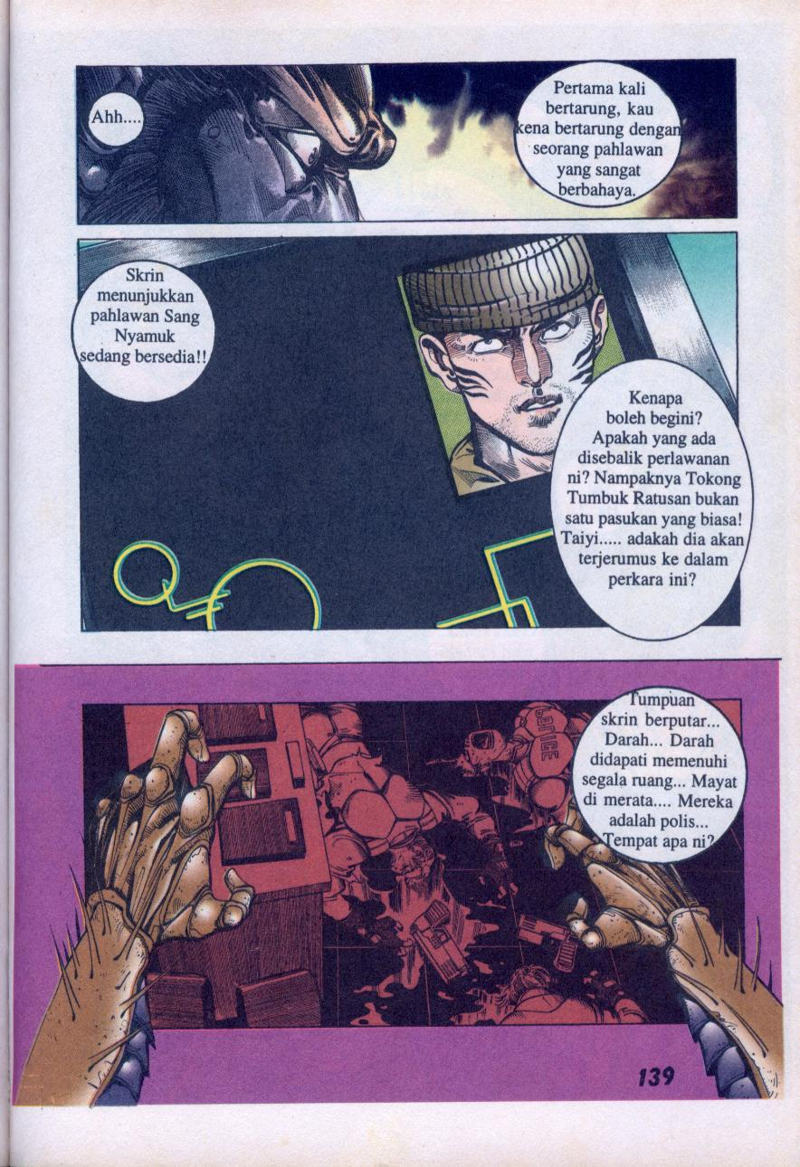 Ahh....
Pertama kali
bertarung, kau
kena bertarung dengan
seorang pahlawan
yang sangat
berbahaya.
Skrin
menunjukkan
pahlawan Sang
Nyamuk
sedang bersedia!!
Kenapa
boleh begini?
Apakah yang ada
disebalik perlawanan
ni? Nampaknya Tokong
Tumbuk Ratusan bukan
satu pasukan yang biasa!
Taiyi..... adakah dia akan
terjerumus ke dalam
perkara ini?
Tumpuan
skrin berputar...
Darah... Darah
didapati memenuhi
segala ruang... Mayat
di merata.... Mereka
adalah polis...
Tempat apa ni?
139